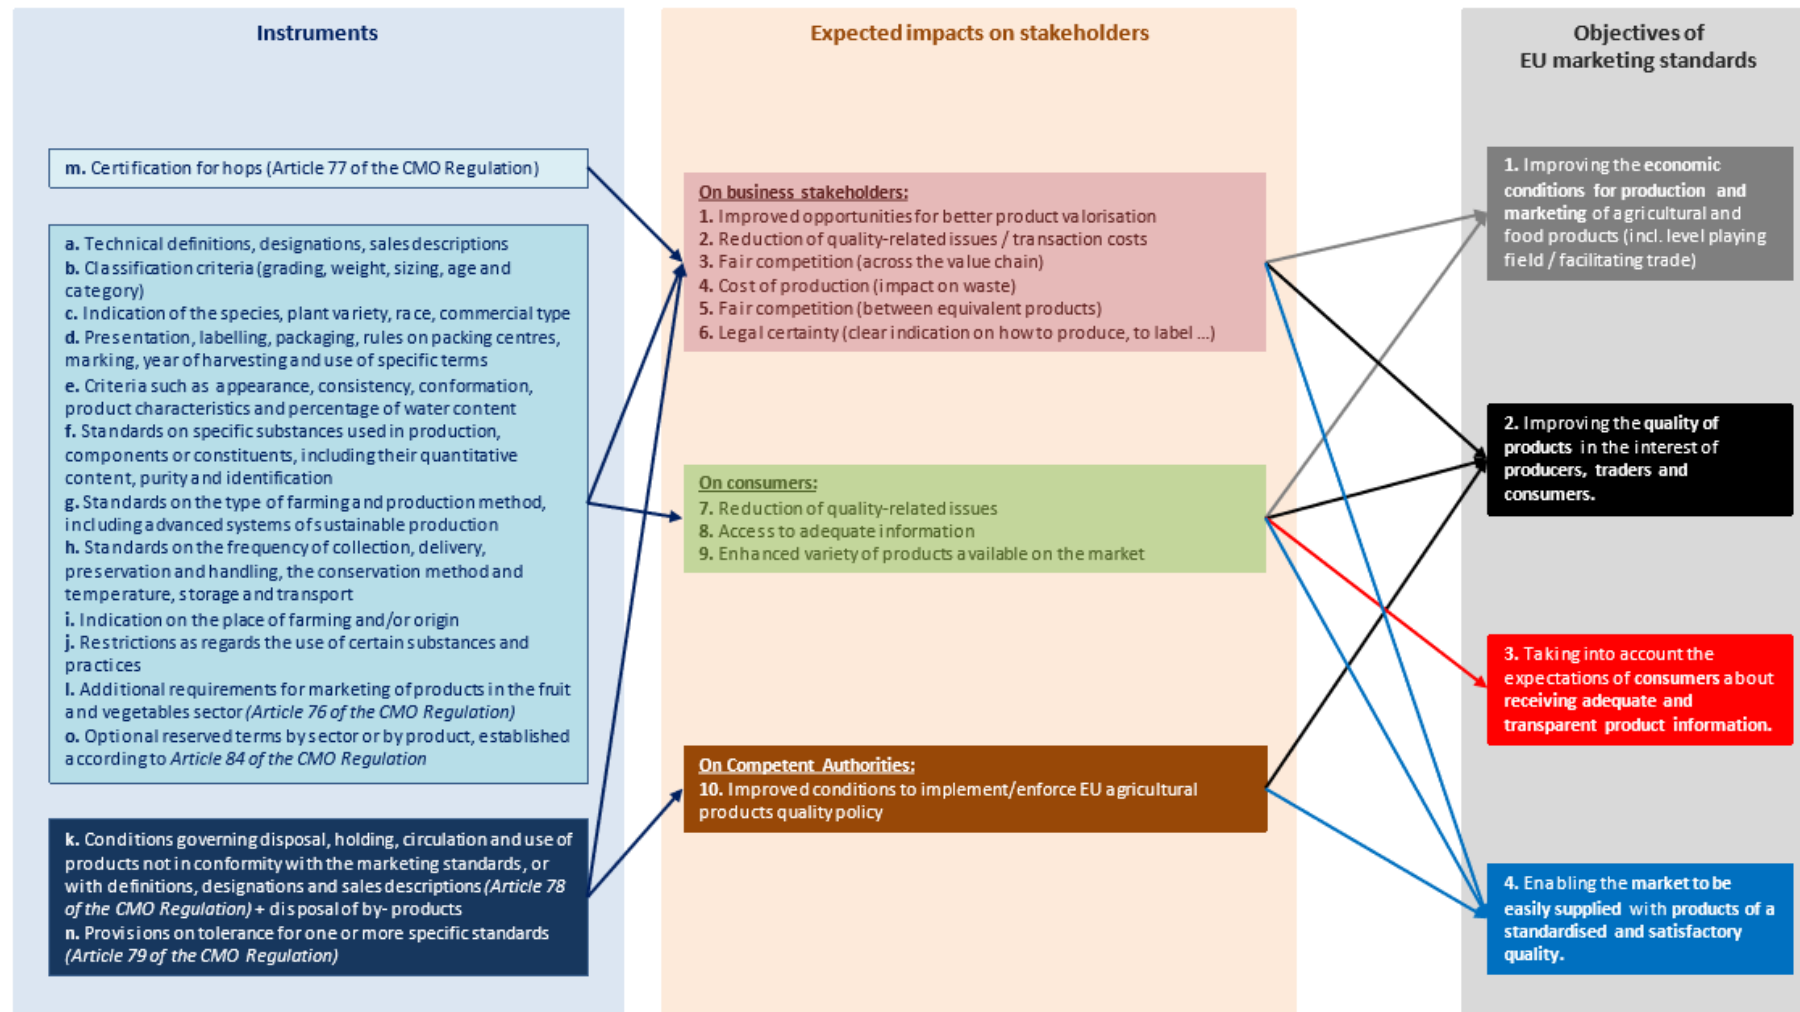 Instruments
m. Certification for hops (Article 77 of the CMO Regulation)
a. Technical definitions, designations, sales descriptions
b. Classification criteria (grading, weight, sizing, age and
category)
c. Indication of the species, plant variety, race, commercial type
d. Presentation, labelling, packaging, rules on packing centres,
marking, year of harvesting and use of specific terms
e. Criteria such as appearance, consistency, conformation,
product characteristics and percentage of water content
f. Standards on specific substances used in production,
components or constituents, including their quantitative
content, purity and identification
g. Standards on the type of farming and production method,
including advanced systems of sustainable production
h. Standards on the frequency of collection, delivery,
preservation and handling, the conservation method and
temperature, storage and transport
i. Indication on the place of farming and/or origin
j. Restrictions as regards the use of certain substances and
practices
l. Additional requirements for marketing of products in the fruit
and vegetables sector (Article 76 of the CMO Regulation)
o. Optional reserved terms by sector or by product, established
according to Article 84 of the CMO Regulation
k. Conditions governing disposal, holding, circulation and use of
products not in conformity with the marketing standards, or
with definitions, designations and sales descriptions (Article 78
of the CMO Regulation) + disposal of by- products
n. Provisions on tolerance for one or more specific standards
(Article 79 of the CMO Regulation)
Expected impacts on stakeholders
On business stakeholders:
1. Improved opportunities for better product valorisation
2. Reduction of quality-related issues / transaction costs
3. Fair competition (across the value chain)
4. Cost of production (impact on waste)
5. Fair competition (between equivalent products)
6. Legal certainty (clear indication on how to produce, to label ...)
On consumers:
7. Reduction of quality-related issues
8. Access to adequate information
9. Enhanced variety of products available on the market
On Competent Authorities:
10. Improved conditions to implement/enforce EU agricultural
products quality policy
Objectives of
EU marketing standards
1. Improving the economic
conditions for production and
marketing of agricultural and
food products (incl. level playing
field / facilitating trade)
2. Improving the quality of
products in the interest of
producers, traders and
consumers.
3. Taking into account the
expectations of consumers about
receiving adequate and
transparent product information.
4. Enabling the market to be
easily supplied with products of a
standardised and satisfactory
quality.